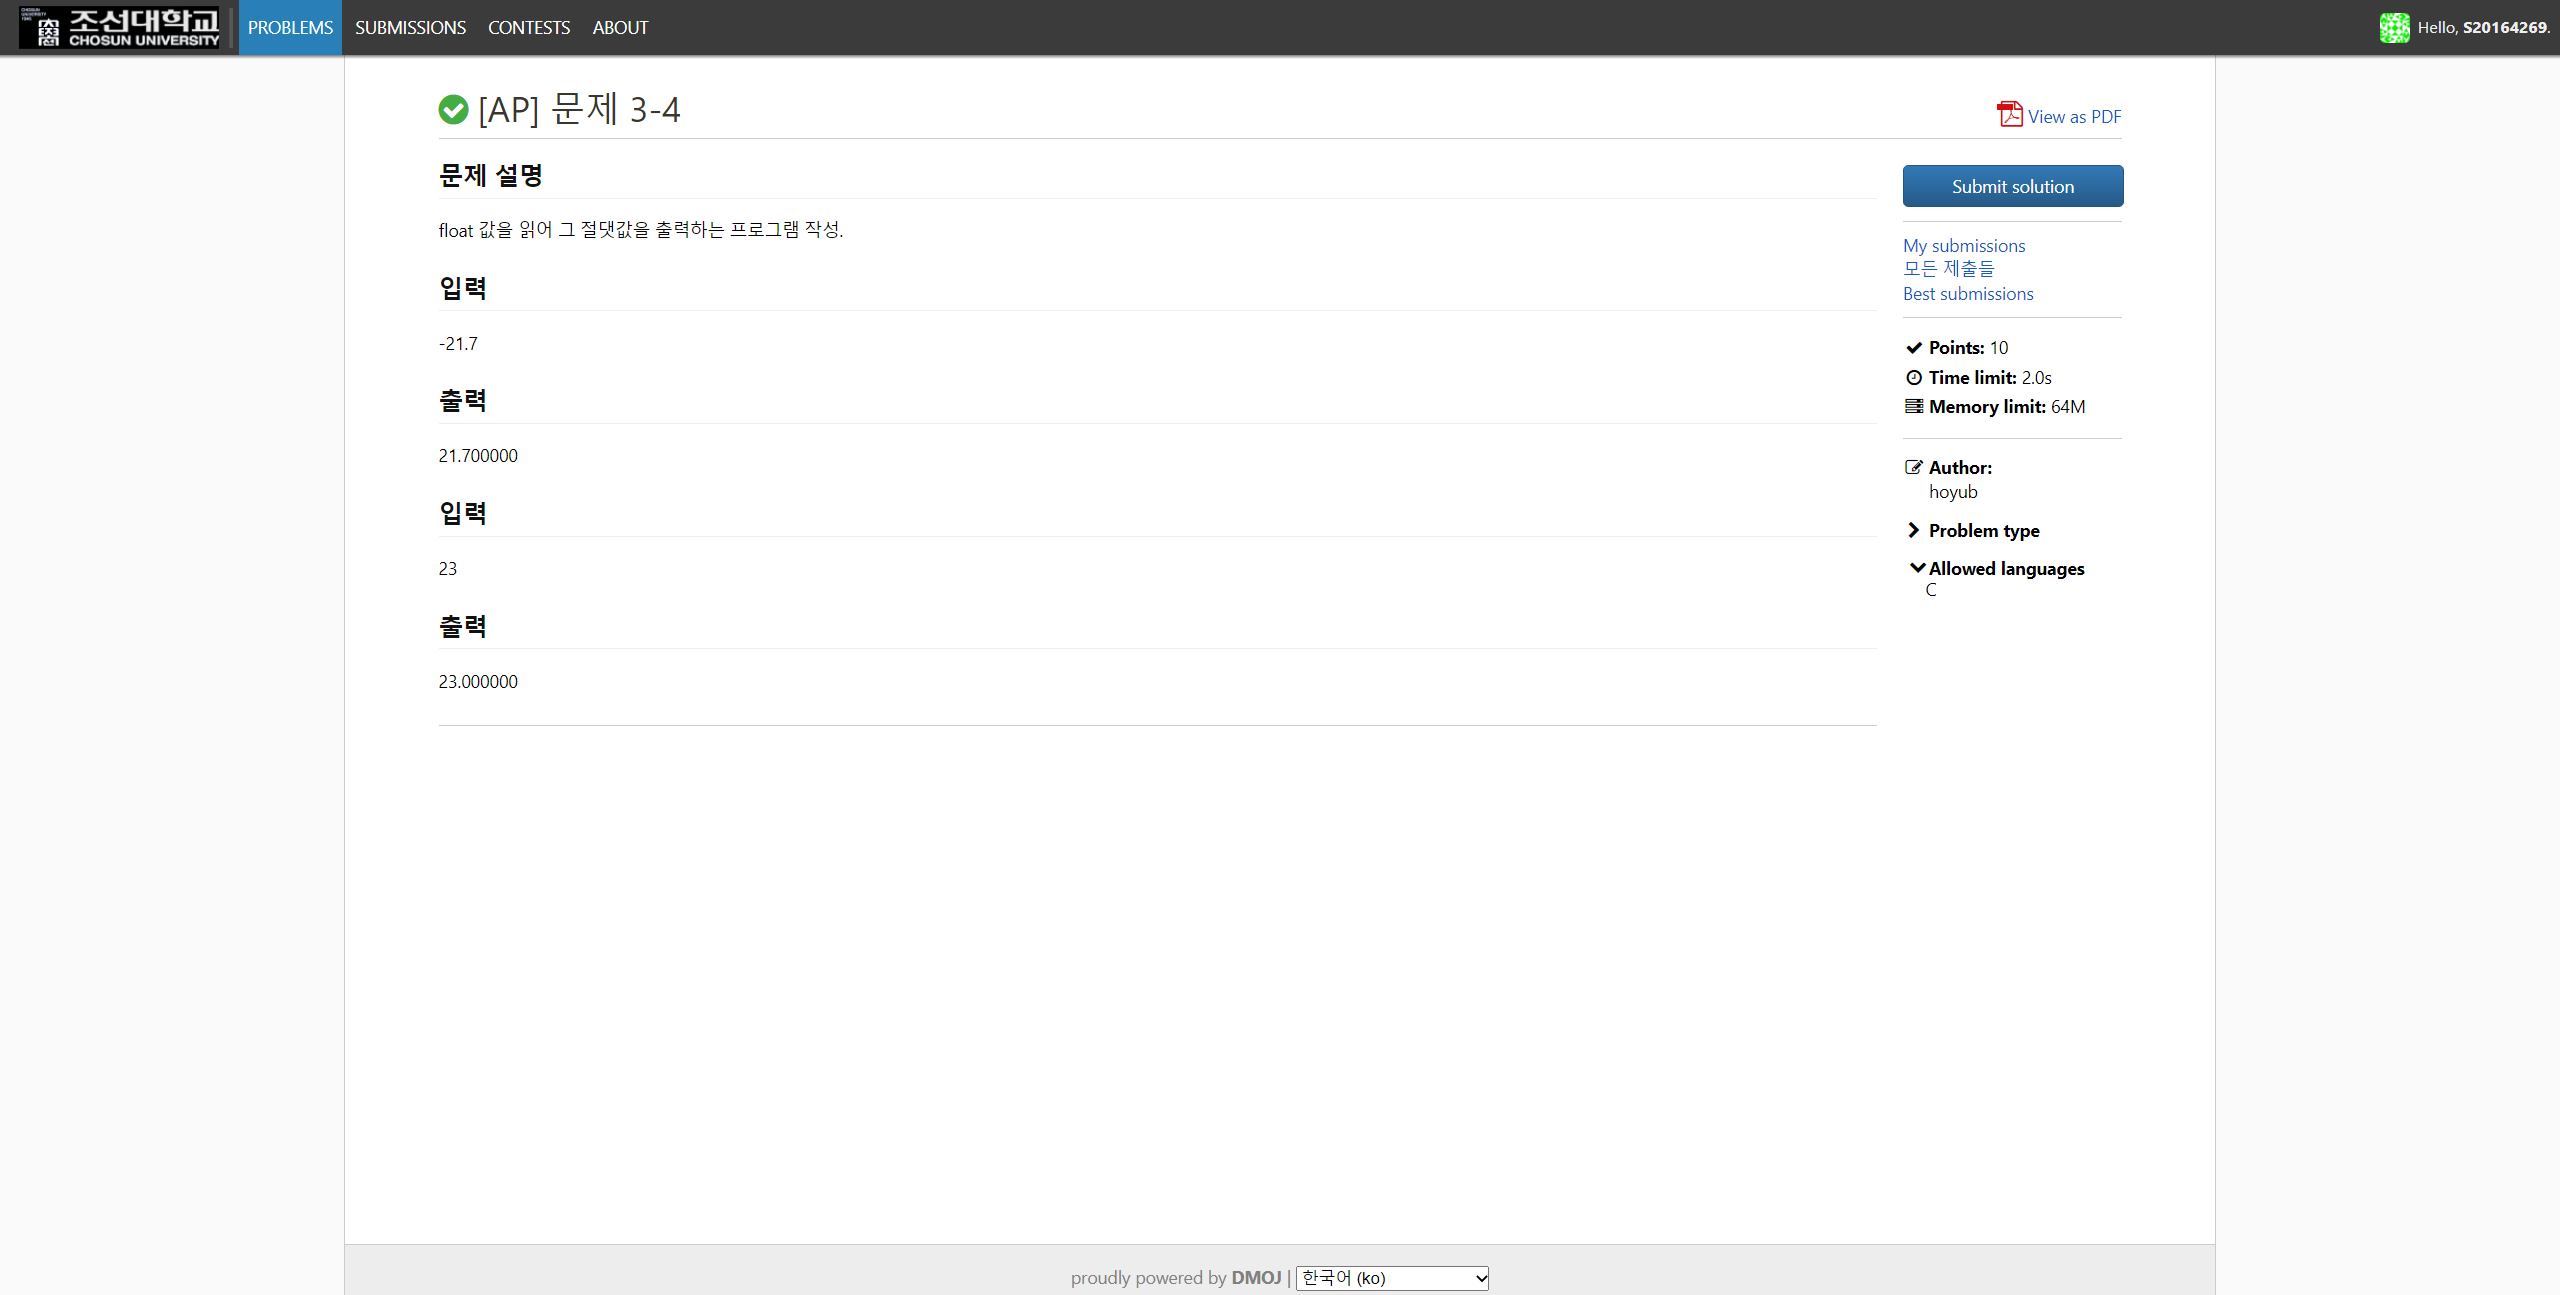 조선대학교
CHOSUN UNIVERSITY
PROBLEMS SUBMISSIONS CONTESTS ABOUT
Hello, S20164269.
[AP] 문제 3-4
View as PDF
문제 설명
float 값을 읽어 그 절댓값을 출력하는 프로그램 작성.
입력
-21.7
출력
21.700000
입력
23
출력
23.000000
Submit solution
My submissions
모든 제출들
Best submissions
Points: 10
Time limit: 2.0s
Memory limit: 64M
Author:
hoyub
Problem type
Allowed languages
C
proudly powered by DMOJ | 한국어 (ko)